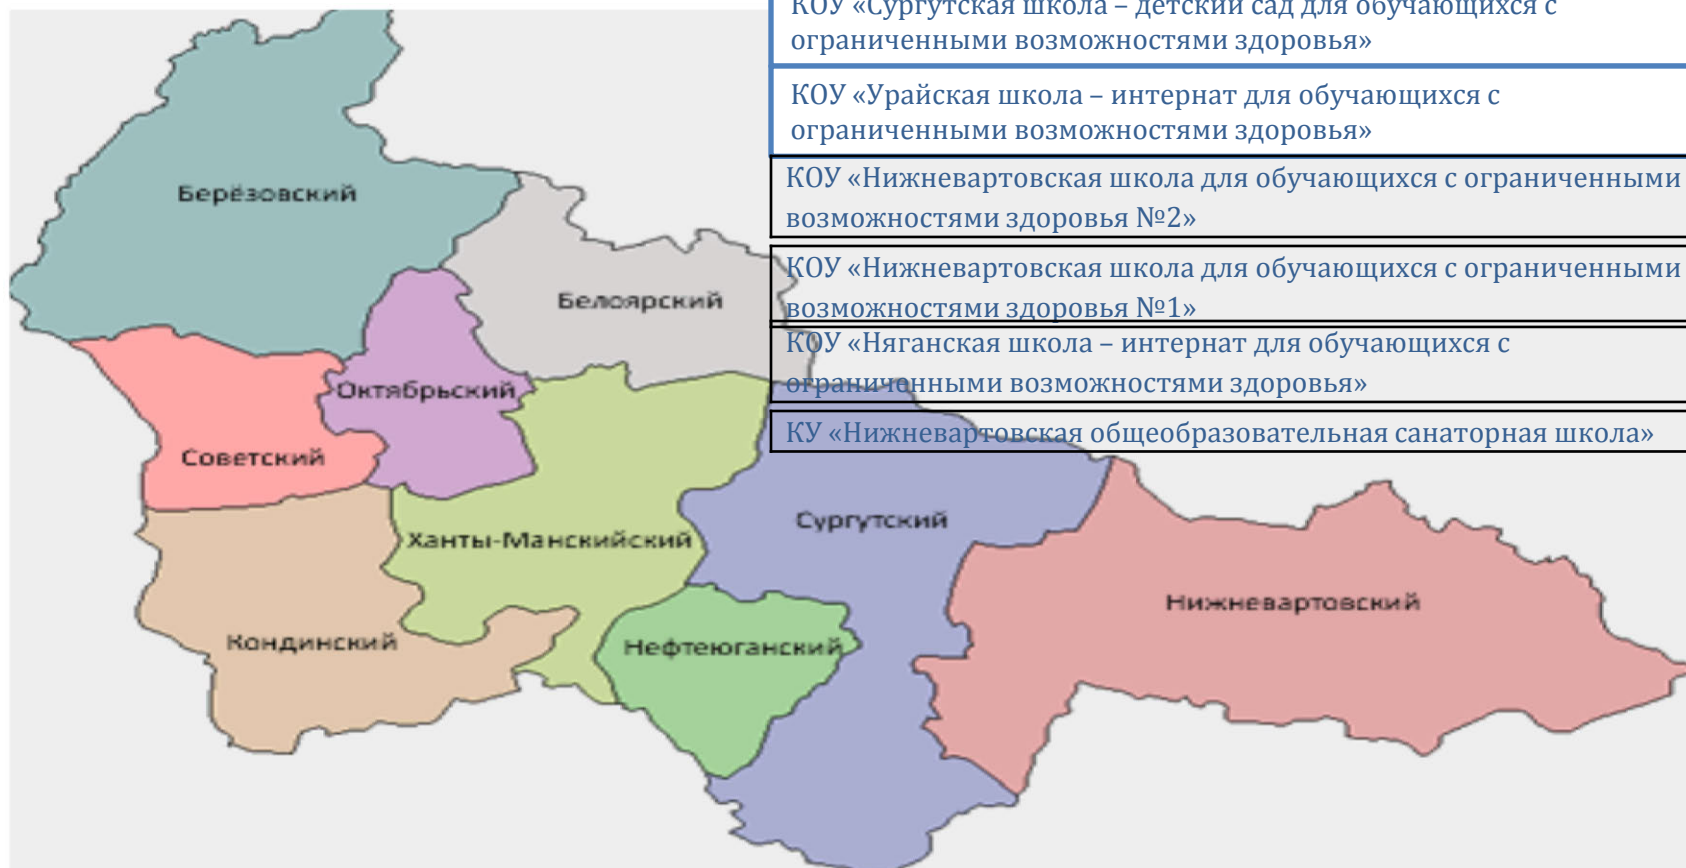 КОУ «Сургутская школа – детский сад для обучающихся с
ограниченными возможностями здоровья»
КОУ «Урайская школа – интернат для обучающихся с
ограниченными возможностями здоровья»
КОУ «Нижневартовская школа для обучающихся с ограниченными
возможностями здоровья №2»
КОУ «Нижневартовская школа для обучающихся с ограниченными
возможностями здоровья №1»
КОУ «Няганская школа – интернат для обучающихся с
ограниченными возможностями здоровья»
КУ «Нижневартовская общеобразовательная санаторная школа»
Берёзовский
Белоярский
Октябрьский
Советский
Сургутский
Ханты-Манскийский
Нижневартовский
Кондинский
Нефтеюганский